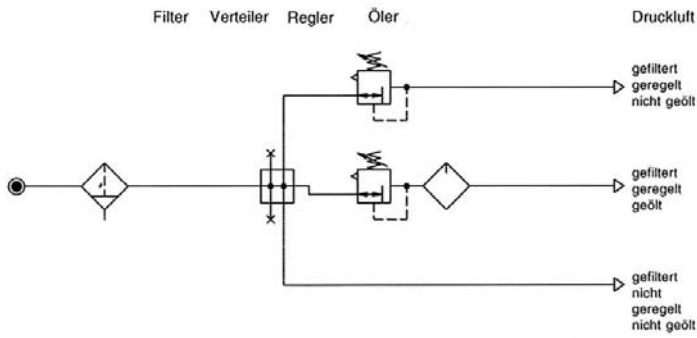 Filter Verteiler Regler Öler Druckluft
gefiltert
geregelt
nicht geölt
gefiltert
geregelt
geölt
gefiltert
nicht
geregelt
nicht geölt